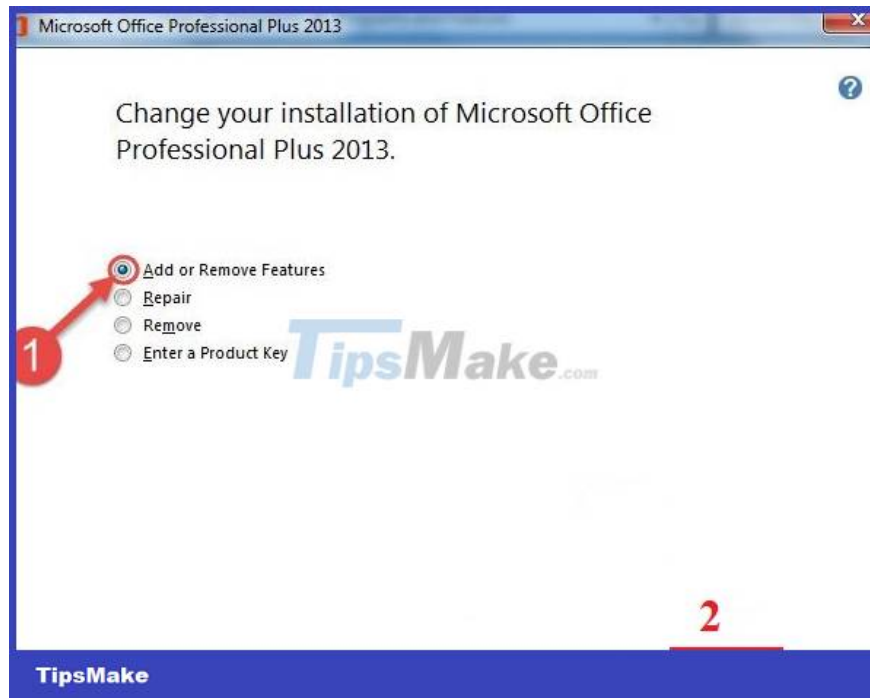 Microsoft Office Professional Plus 2013
Change your installation of Microsoft Office
Professional Plus 2013.
Add or Remove Features
Repair
Remove
Enter a Product Key
1
TipsMake.com
2
TipsMake